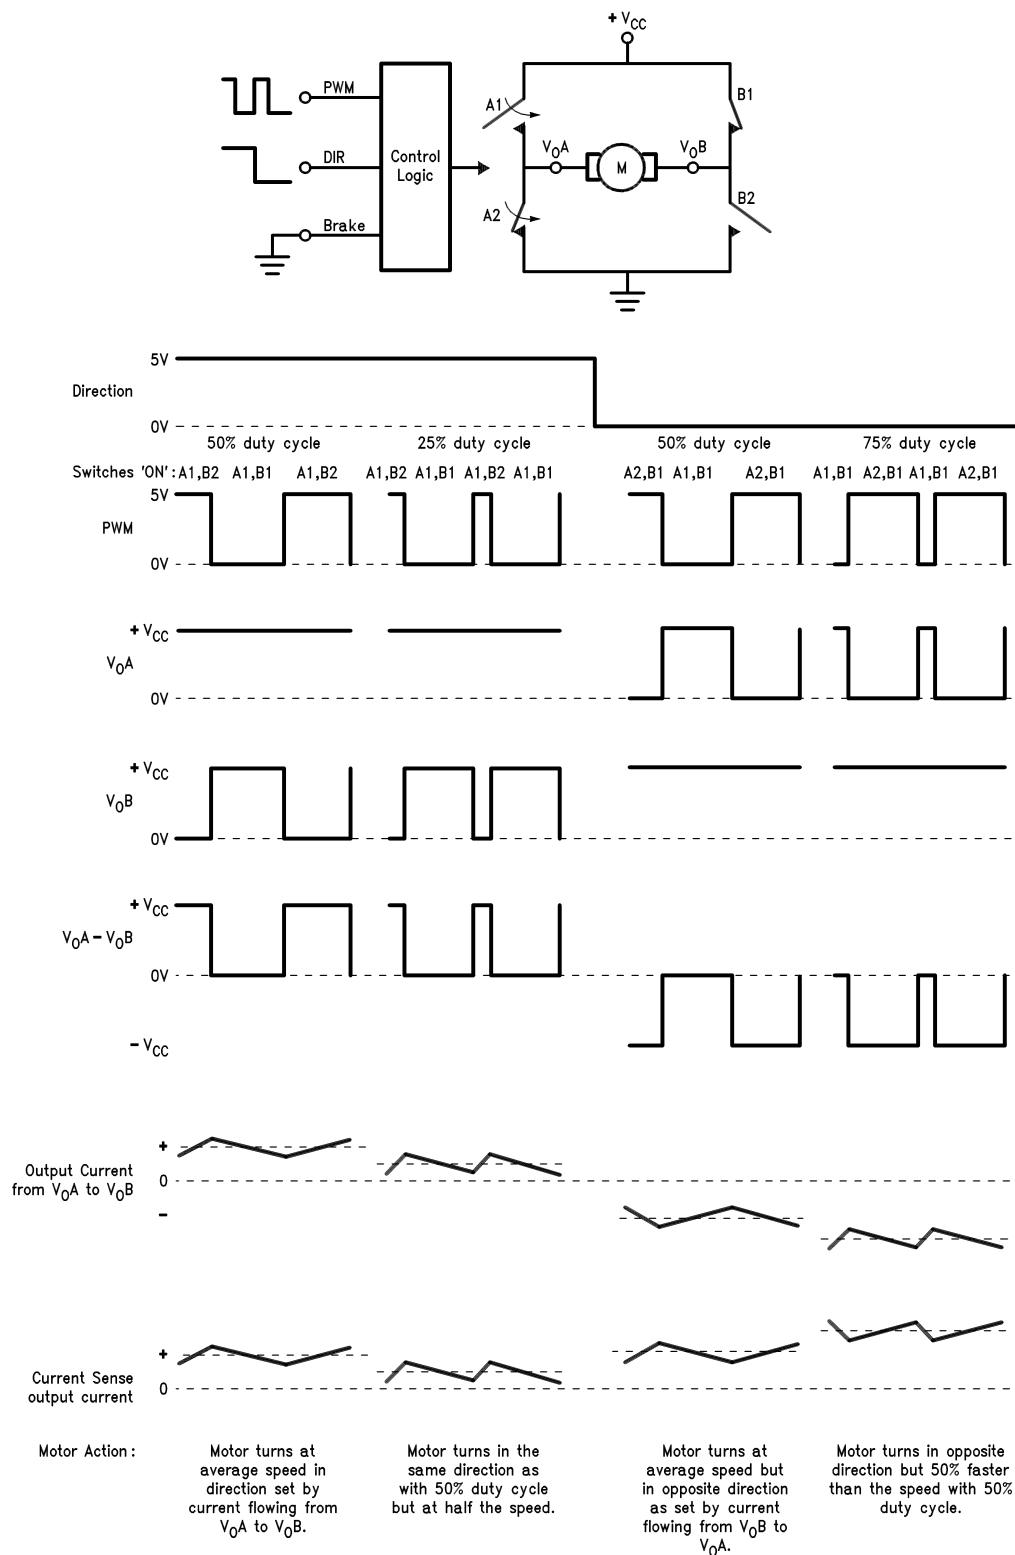 + VCC
PWM
DIR
Brake
Control
Logic
A1
A2
VOA
M
VOB
B1
B2
5V
Direction
0V
50% duty cycle
25% duty cycle
50% duty cycle
75% duty cycle
Switches 'ON': A1,B2 A1,B1 A1,B2 A1,B2 A1,B1 A1,B2 A1,B1 A2,B1 A1,B1 A2,B1 A1,B1 A2,B1 A1,B1 A2,B1
5V
PWM
0V
+ VCC
VOA
0V
+ VCC
VOB
0V
+ VCC
VOA – VOB
0V
– VCC
+
Output Current
from VOA to VOB
0
–
+
Current Sense
output current
0
Motor Action:
Motor turns at
average speed in
direction set by
current flowing from
VOA to VOB.
Motor turns in the
same direction as
with 50% duty cycle
but at half the speed.
Motor turns at
average speed but
in opposite direction
as set by current
flowing from VOB to
VOA.
Motor turns in opposite
direction but 50% faster
than the speed with 50%
duty cycle.